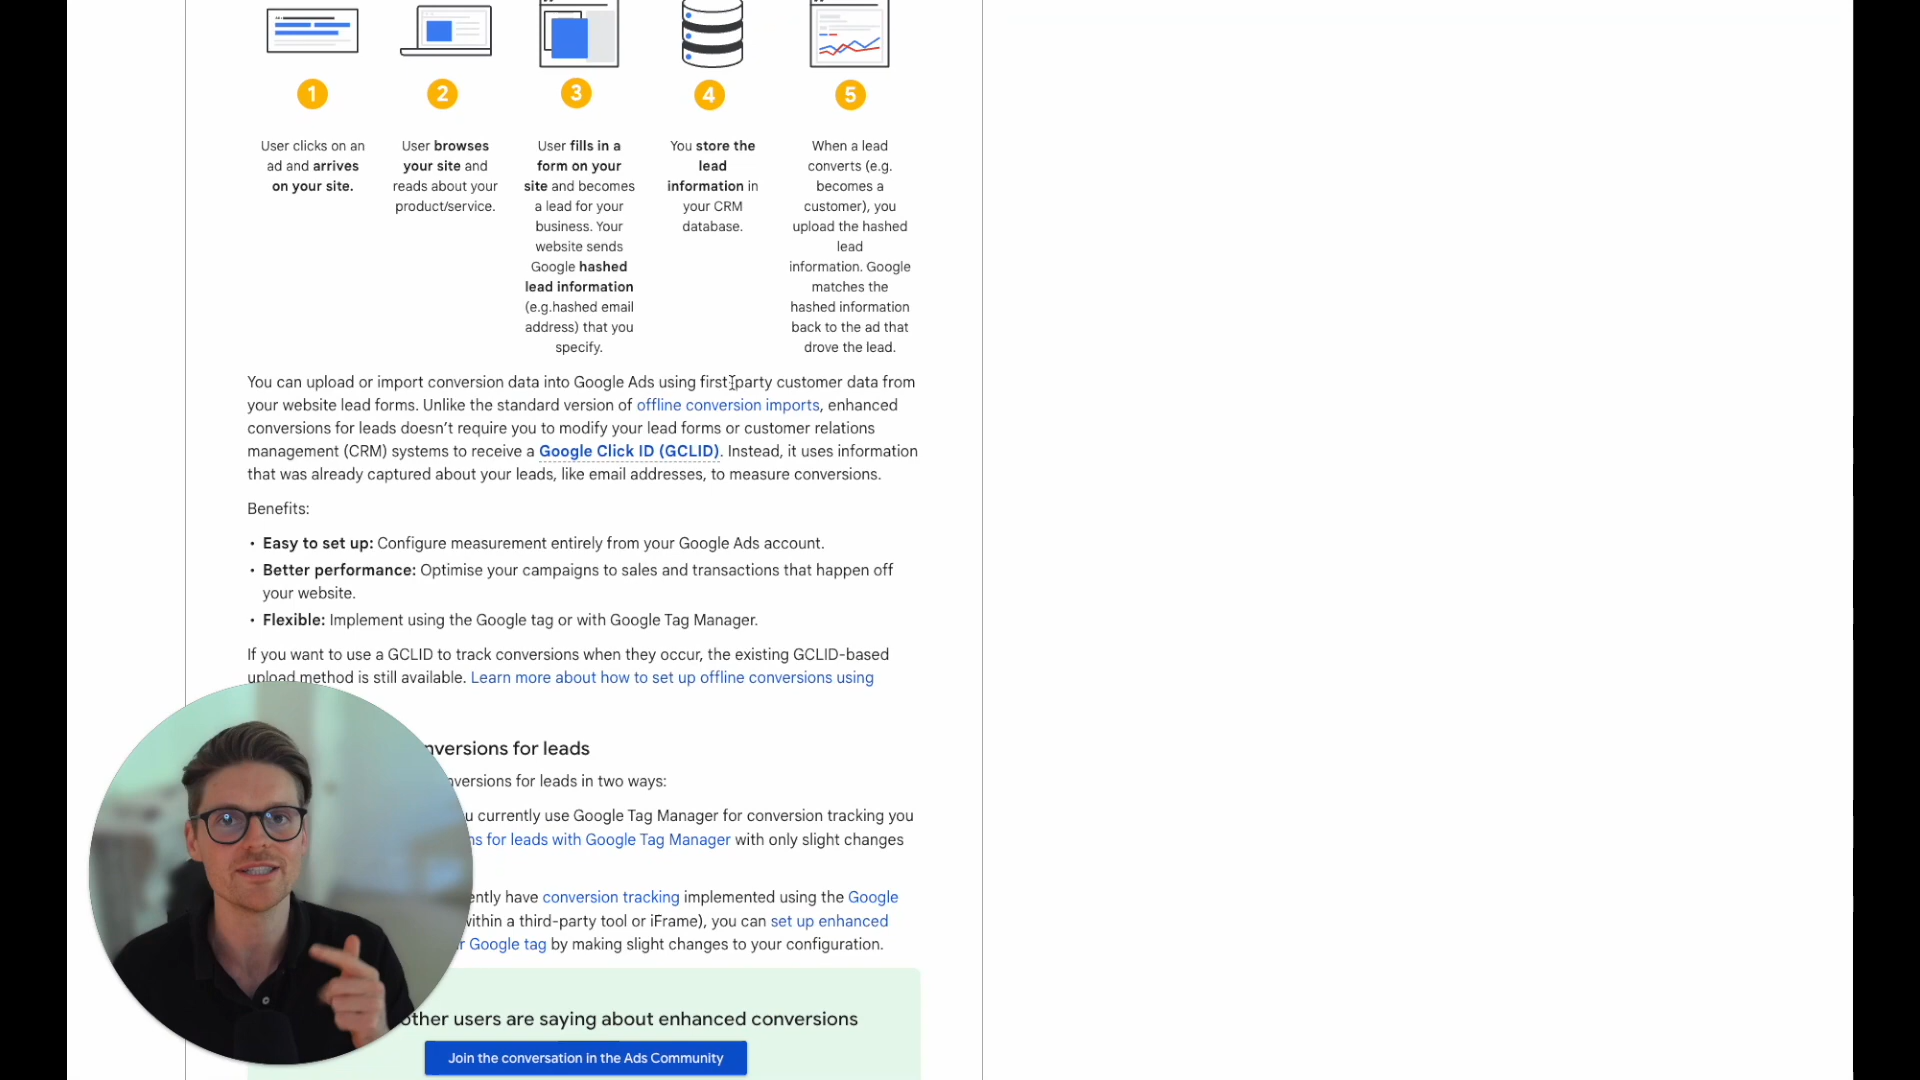 1
2
3
4
5
User clicks on an
ad and arrives
on your site.
User browses
your site and
reads about your
product/service.
User fills in a
form on your
site and becomes
a lead for your
business. Your
website sends
Google hashed
lead information
(e.g.hashed email
address) that you
specify.
You store the
lead
information in
your CRM
database.
When a lead
converts (e.g.
becomes a
customer), you
upload the hashed
lead
information. Google
matches the
hashed information
back to the ad that
drove the lead.
You can upload or import conversion data into Google Ads using first-party customer data from
your website lead forms. Unlike the standard version of offline conversion imports, enhanced
conversions for leads doesn't require you to modify your lead forms or customer relations
management (CRM) systems to receive a Google Click ID (GCLID). Instead, it uses information
that was already captured about your leads, like email addresses, to measure conversions.
Benefits:
• Easy to set up: Configure measurement entirely from your Google Ads account.
• Better performance: Optimise your campaigns to sales and transactions that happen off
your website.
• Flexible: Implement using the Google tag or with Google Tag Manager.
If you want to use a GCLID to track conversions when they occur, the existing GCLID-based
upload method is still available. Learn more about how to set up offline conversions using
nversions for leads
nversions for leads in two ways:
u currently use Google Tag Manager for conversion tracking you
ns for leads with Google Tag Manager with only slight changes
ently have conversion tracking implemented using the Google
within a third-party tool or iFrame), you can set up enhanced
r Google tag by making slight changes to your configuration.
other users are saying about enhanced conversions
Join the conversation in the Ads Community